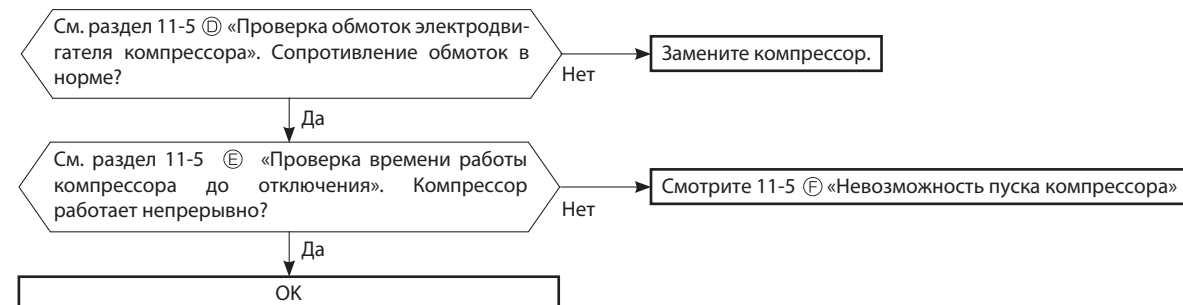 См. раздел 11-5 Ⓓ «Проверка обмоток электродви-
гателя компрессора». Сопротивление обмоток в
норме?
Нет
Замените компрессор.
Да
См. раздел 11-5 Ⓔ «Проверка времени работы
компрессора до отключения». Компрессор
работает непрерывно?
Нет
Смотрите 11-5 Ⓕ «Невозможность пуска компрессора»
Да
OK